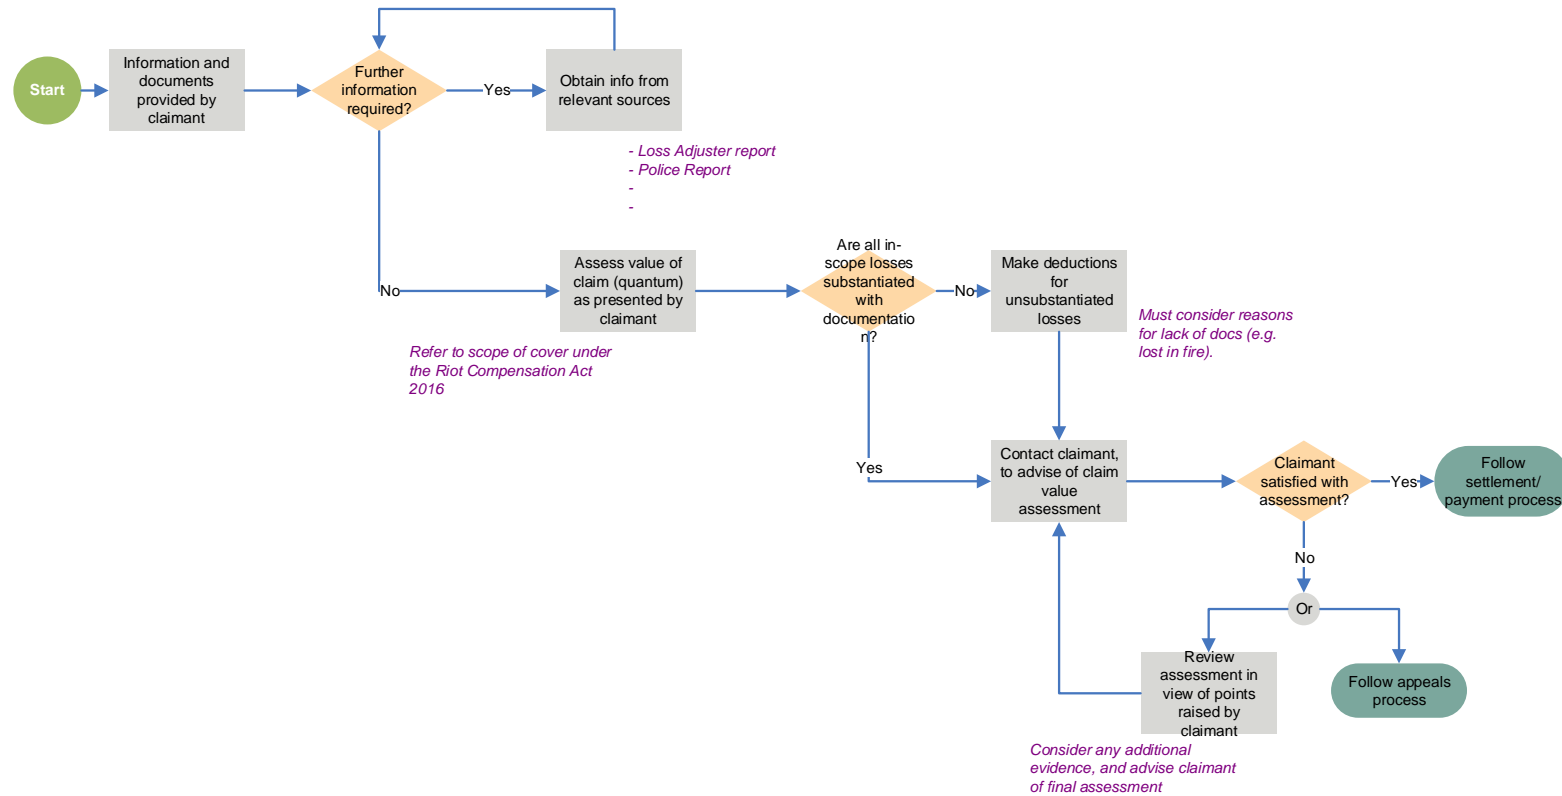 Start
Information and
documents
provided by
claimant
Further
information
required?
Yes
Obtain info from
relevant sources
- Loss Adjuster report
- Police Report
-
-
No
Assess value of
claim (quantum)
as presented by
claimant
Refer to scope of cover under
the Riot Compensation Act
2016
Are all in-
scope losses
substantiated
with
documentatio
n?
No
Make deductions
for
unsubstantiated
losses
Must consider reasons
for lack of docs (e.g.
lost in fire).
Yes
Contact claimant,
to advise of claim
value
assessment
Claimant
satisfied with
assessment?
Yes
Follow
settlement/
payment process
No
Or
Review
assessment in
view of points
raised by
claimant
Follow appeals
process
Consider any additional
evidence, and advise claimant
of final assessment